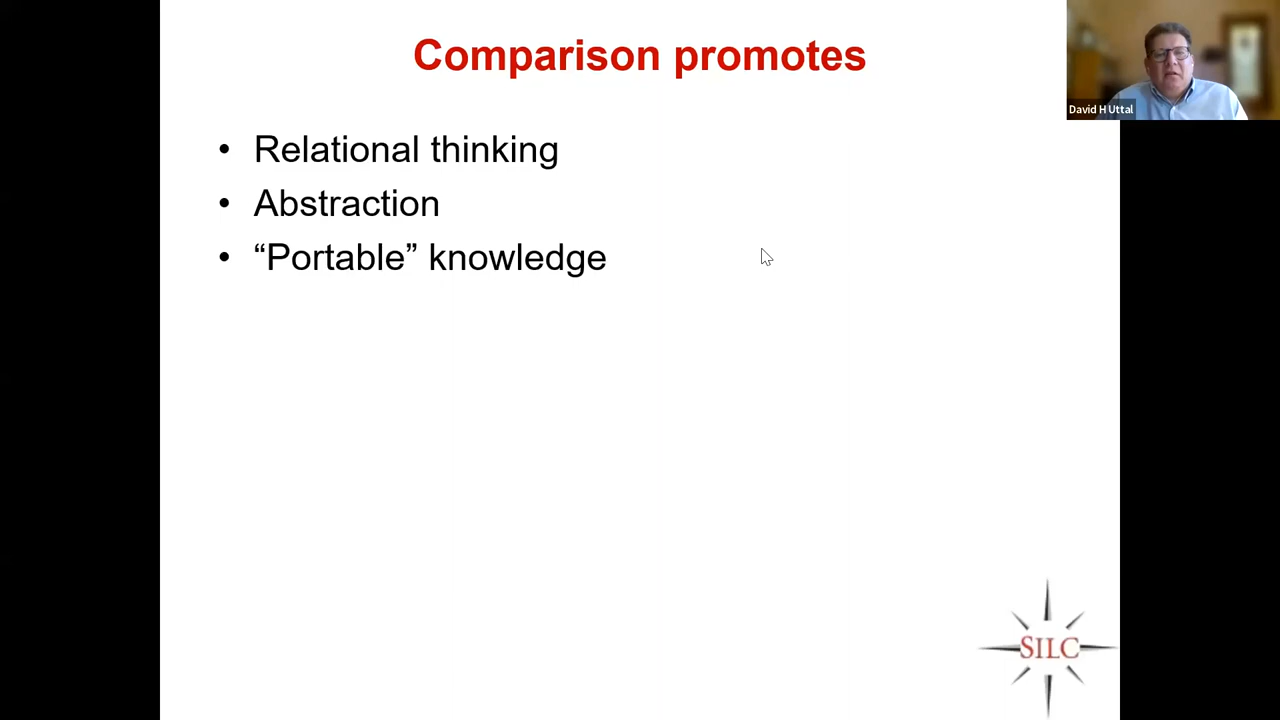 Comparison promotes
David H Uttal
• Relational thinking
• Abstraction
• “Portable” knowledge
SILC